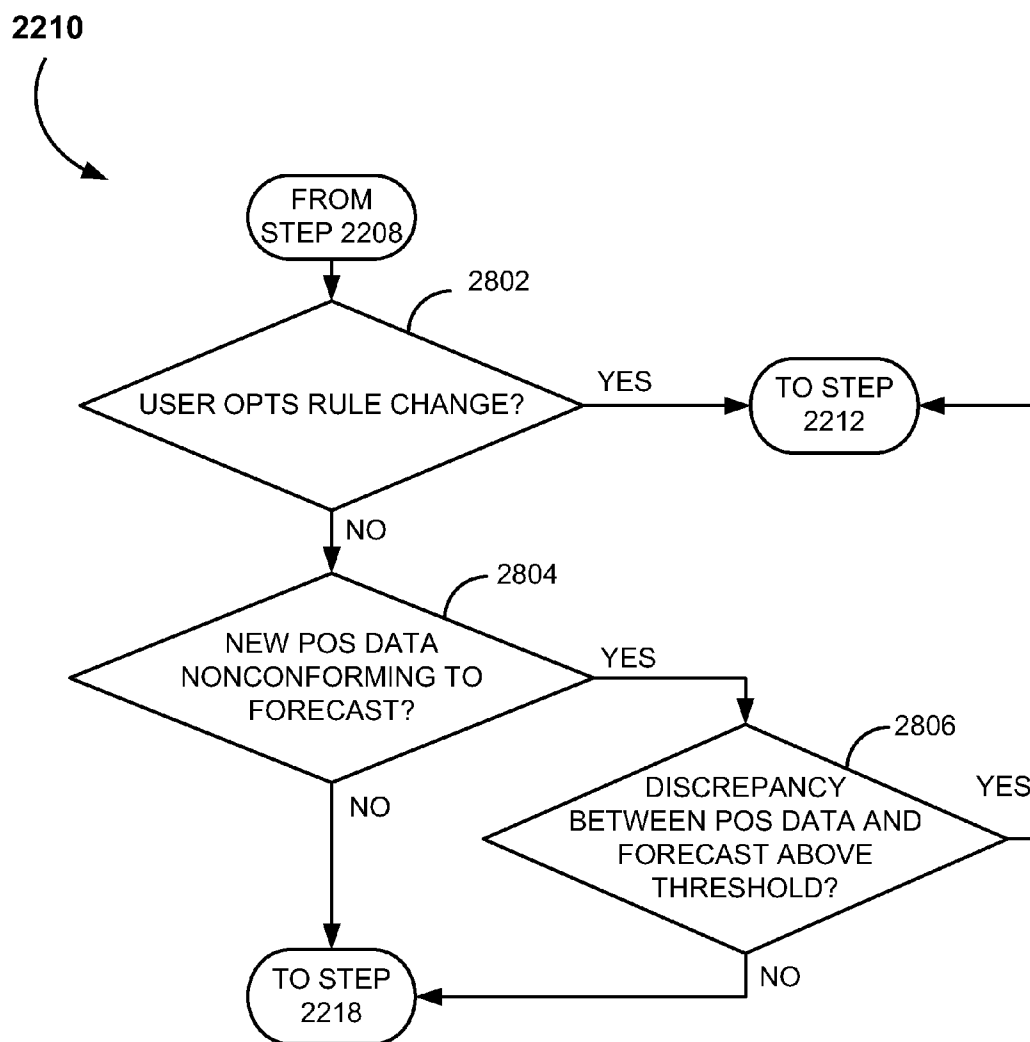 2210
FROM
STEP 2208
2802
USER OPTS RULE CHANGE?
YES
TO STEP
2212
NO
2804
NEW POS DATA
NONCONFORMING TO
FORECAST?
YES
2806
DISCREPANCY
BETWEEN POS DATA AND
FORECAST ABOVE
THRESHOLD?
YES
NO
NO
TO STEP
2218